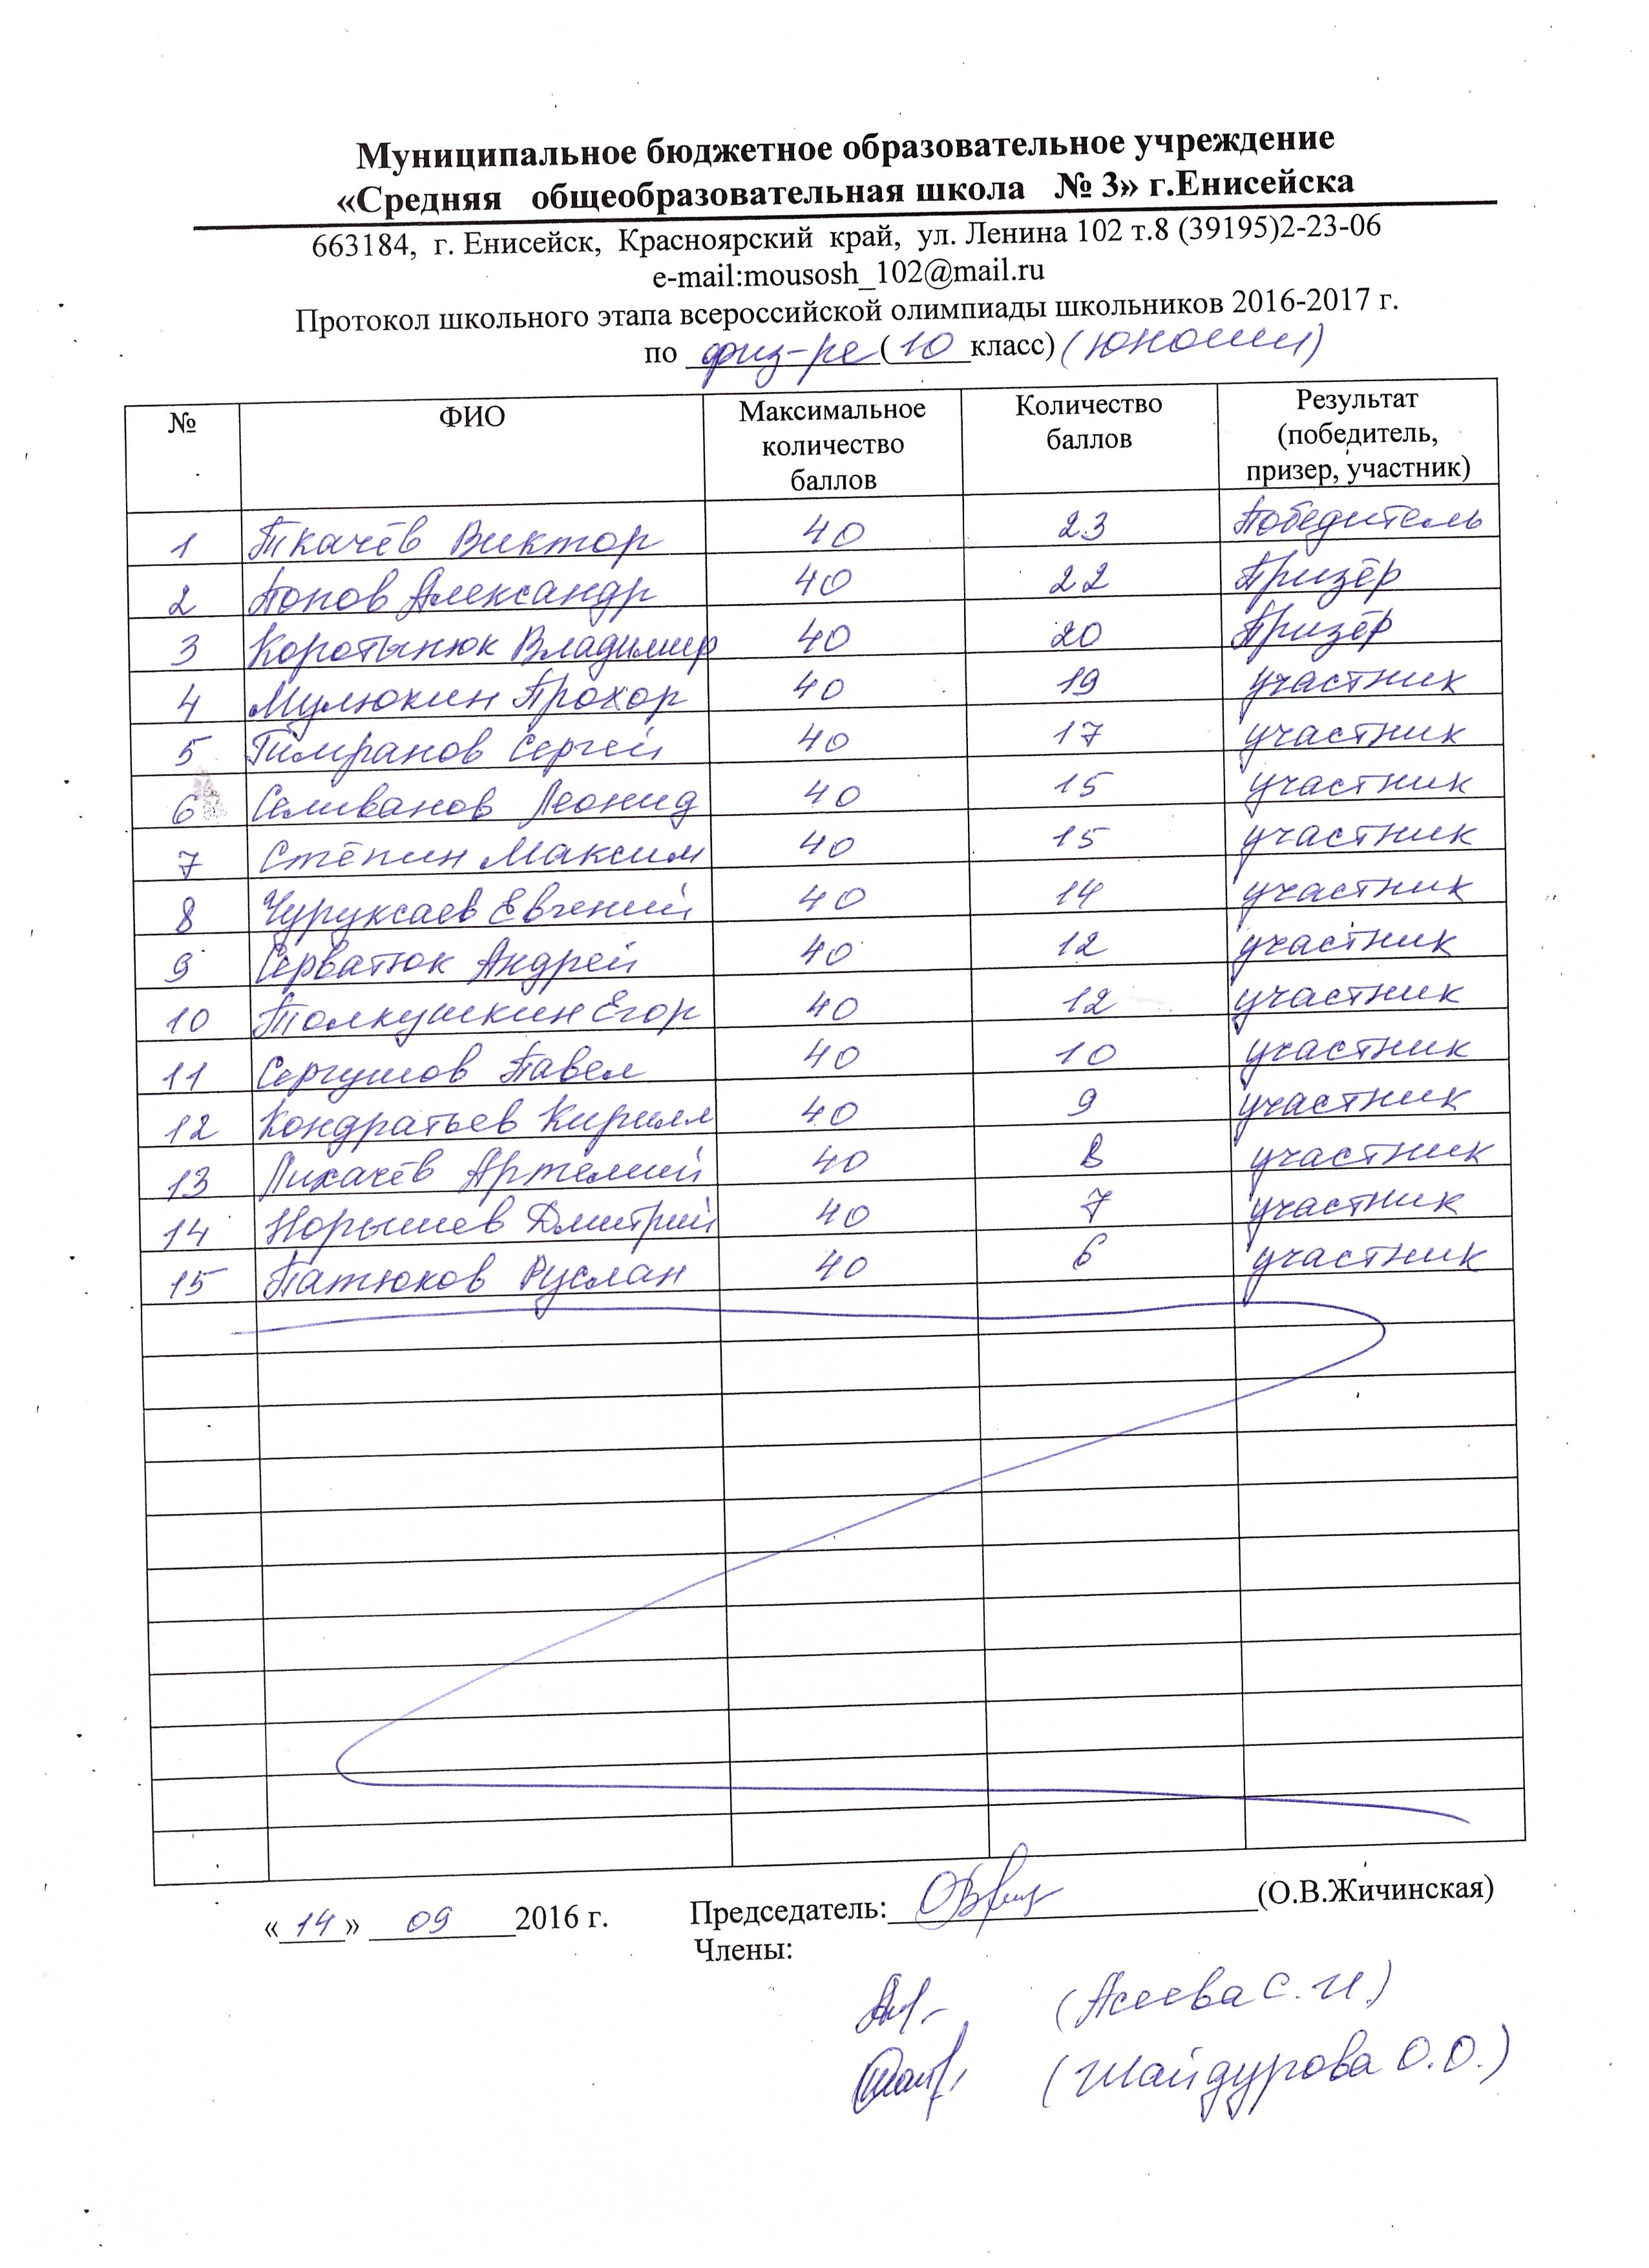 Муниципальное бюджетное образовательное учреждение
«Средняя общеобразовательная школа № 3» г.Енисейска
663184, г. Енисейск, Красноярский край, ул. Ленина 102 т.8 (39195)2-23-06
e-mail:mousosh_102@mail.ru
Протокол школьного этапа всероссийской олимпиады школьников 2016-2017 г.
по физ-ре (10 класс) (юноши)
№ ФИО Максимальное количество баллов Количество баллов Результат (победитель, призер, участник)
1 Ткачёв Виктор 40 23 Победитель
2 Попов Александр 40 22 Призёр
3 Коротынюк Владимир 40 20 Призёр
4 Мулюкин Прохор 40 19 участник
5 Тимранов Сергей 40 17 участник
6 Селиванов Леонид 40 15 участник
7 Стёпин Максим 40 15 участник
8 Чуруксаев Евгений 40 14 участник
9 Серватюк Андрей 40 12 участник
10 Толкушкин Егор 40 12 участник
11 Сергушов Павел 40 10 участник
12 Кондратьев Кирилл 40 9 участник
13 Лихачёв Артемий 40 8 участник
14 Норышев Дмитрий 40 7 участник
15 Патюков Руслан 40 6 участник
«14» 09 2016 г. Председатель: (О.В.Жичинская)
Члены:
(Асеева С.И.)
(Шайдурова О.О.)